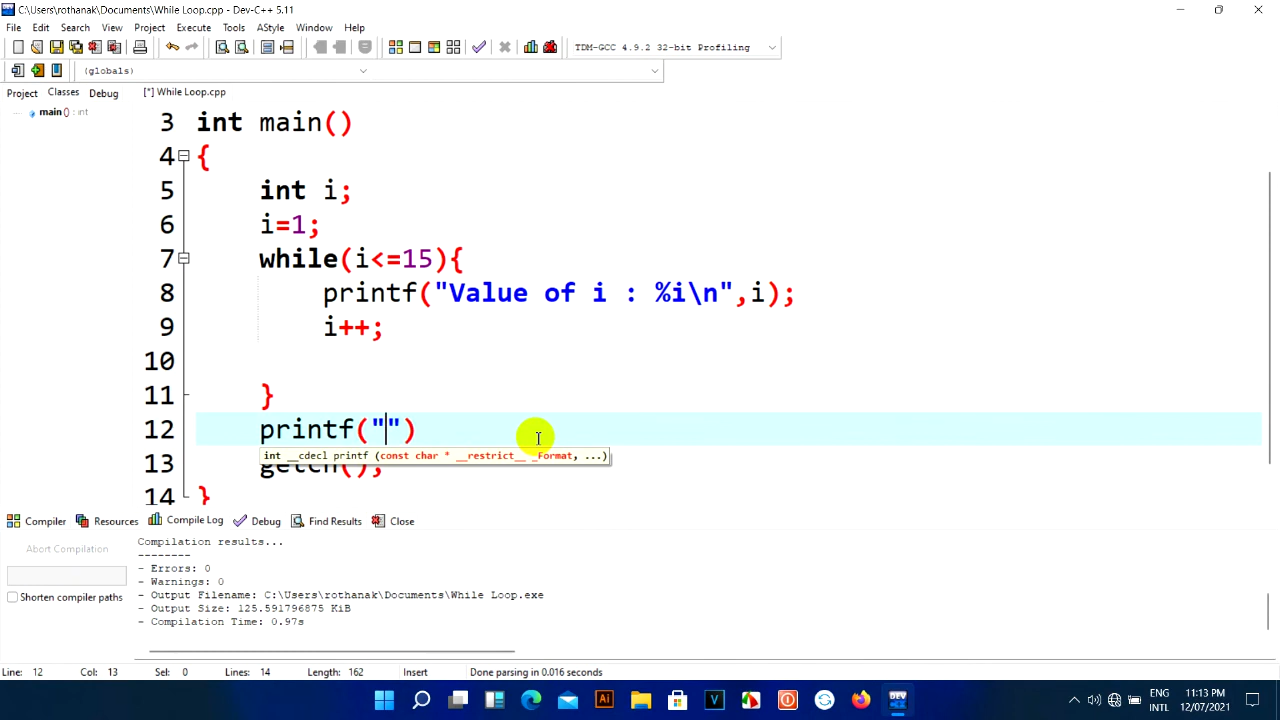 C:\Users\rothanak\Documents\While Loop.cpp - Dev-C++ 5.11
File Edit Search View Project Execute Tools AStyle Window Help
TDM-GCC 4.9.2 32-bit Profiling
(globals)
Project Classes Debug [*] While Loop.cpp
main () : int
3 int main()
4 {
5 int i;
6 i=1;
7 while(i<=15){
8 printf("Value of i : %i\n",i);
9 i++;
10
11 }
12 printf("")
int __cdecl printf (const char * __restrict__ _Format, ...)
13 getch();
14 }
Compiler Resources Compile Log Debug Find Results Close
Abort Compilation
Shorten compiler paths
Compilation results...
--------
- Errors: 0
- Warnings: 0
- Output Filename: C:\Users\rothanak\Documents\While Loop.exe
- Output Size: 125.591796875 KiB
- Compilation Time: 0.97s
Line: 12 Col: 13 Sel: 0 Lines: 14 Length: 162 Insert Done parsing in 0.016 seconds
Ai V DEV
ENG
INTL
11:13 PM
12/07/2021